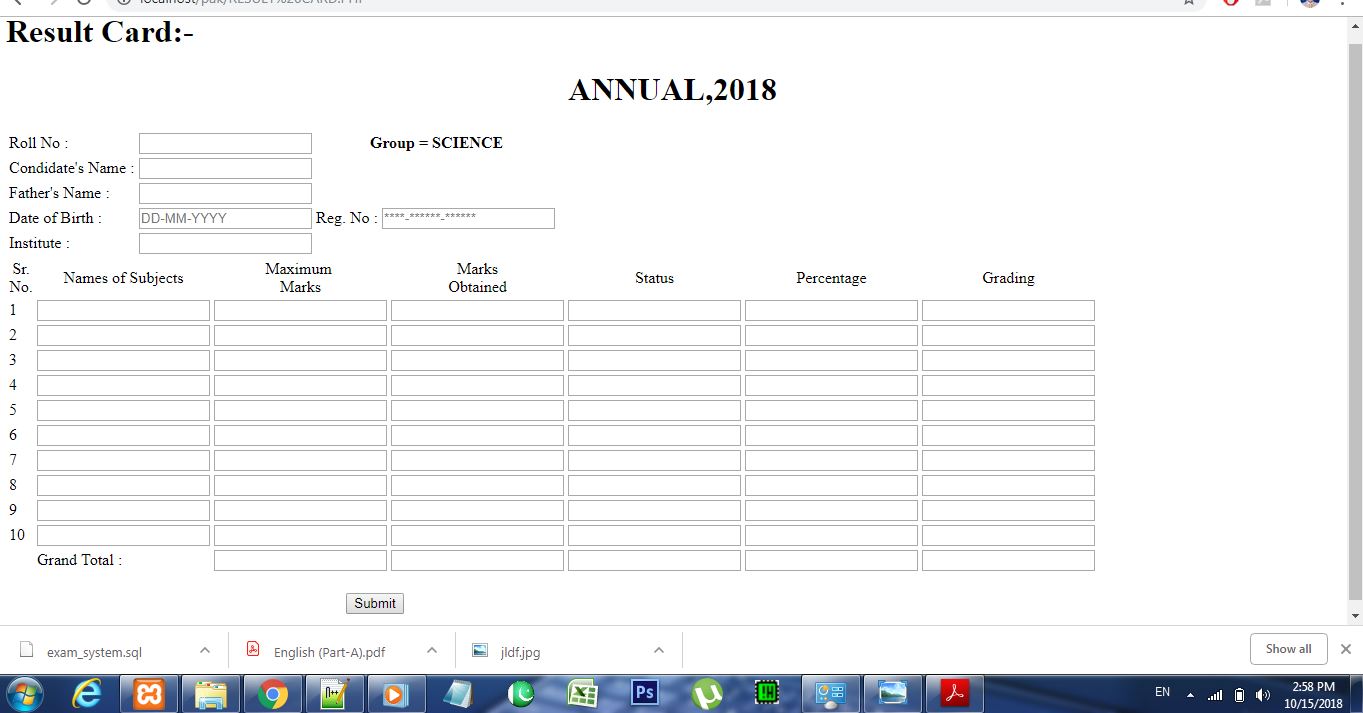 Result Card:-
ANNUAL,2018
Roll No :
Group = SCIENCE
Condidate's Name :
Father's Name :
Date of Birth : DD-MM-YYYY Reg. No : ****-******-******
Institute :
Sr. No. Names of Subjects Maximum Marks Marks Obtained Status Percentage Grading
1
2
3
4
5
6
7
8
9
10
Grand Total :
Submit
exam_system.sql English (Part-A).pdf jldf.jpg Show all
Ps
EN 2:58 PM
10/15/2018